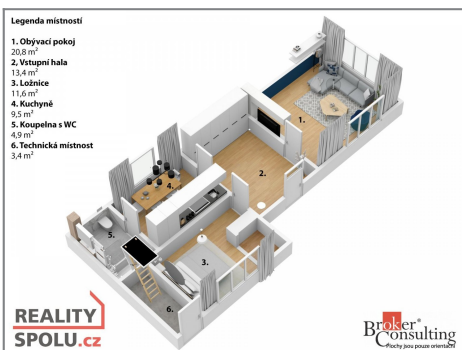 Legenda místností
1. Obývací pokoj
20,8 m²
2, Vstupní hala
13,4 m²
3. Ložnice
11,6 m²
4. Kuchyně
9,5 m²
5. Koupelna s WC
4,9 m²
6. Technická místnost
3,4 m²
1.
2.
4.
5.
3.
6.
REALITY
SPOLU.cz
Broker®
Consulting
Plochy jsou pouze orientační